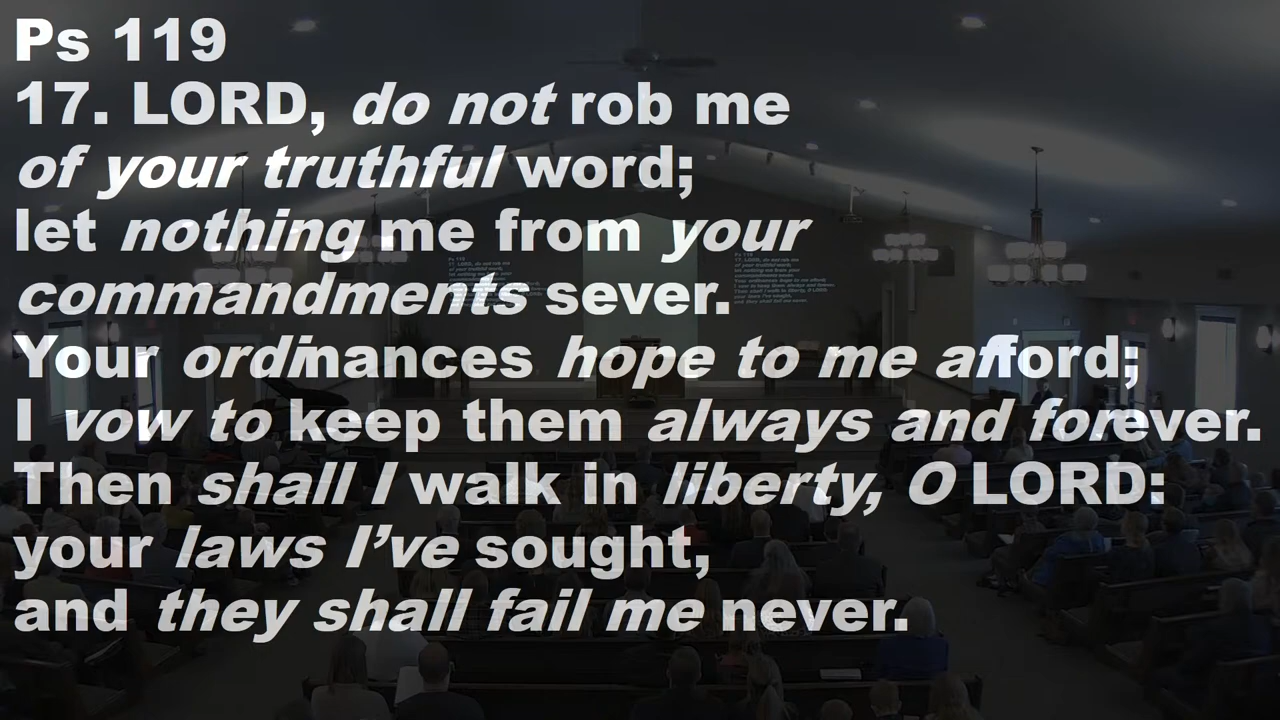 Ps 119
17. LORD, do not rob me
of your truthful word;
let nothing me from your
commandments sever.
Your ordinances hope to me afford;
I vow to keep them always and forever.
Then shall I walk in liberty, O LORD:
your laws I’ve sought,
and they shall fail me never.